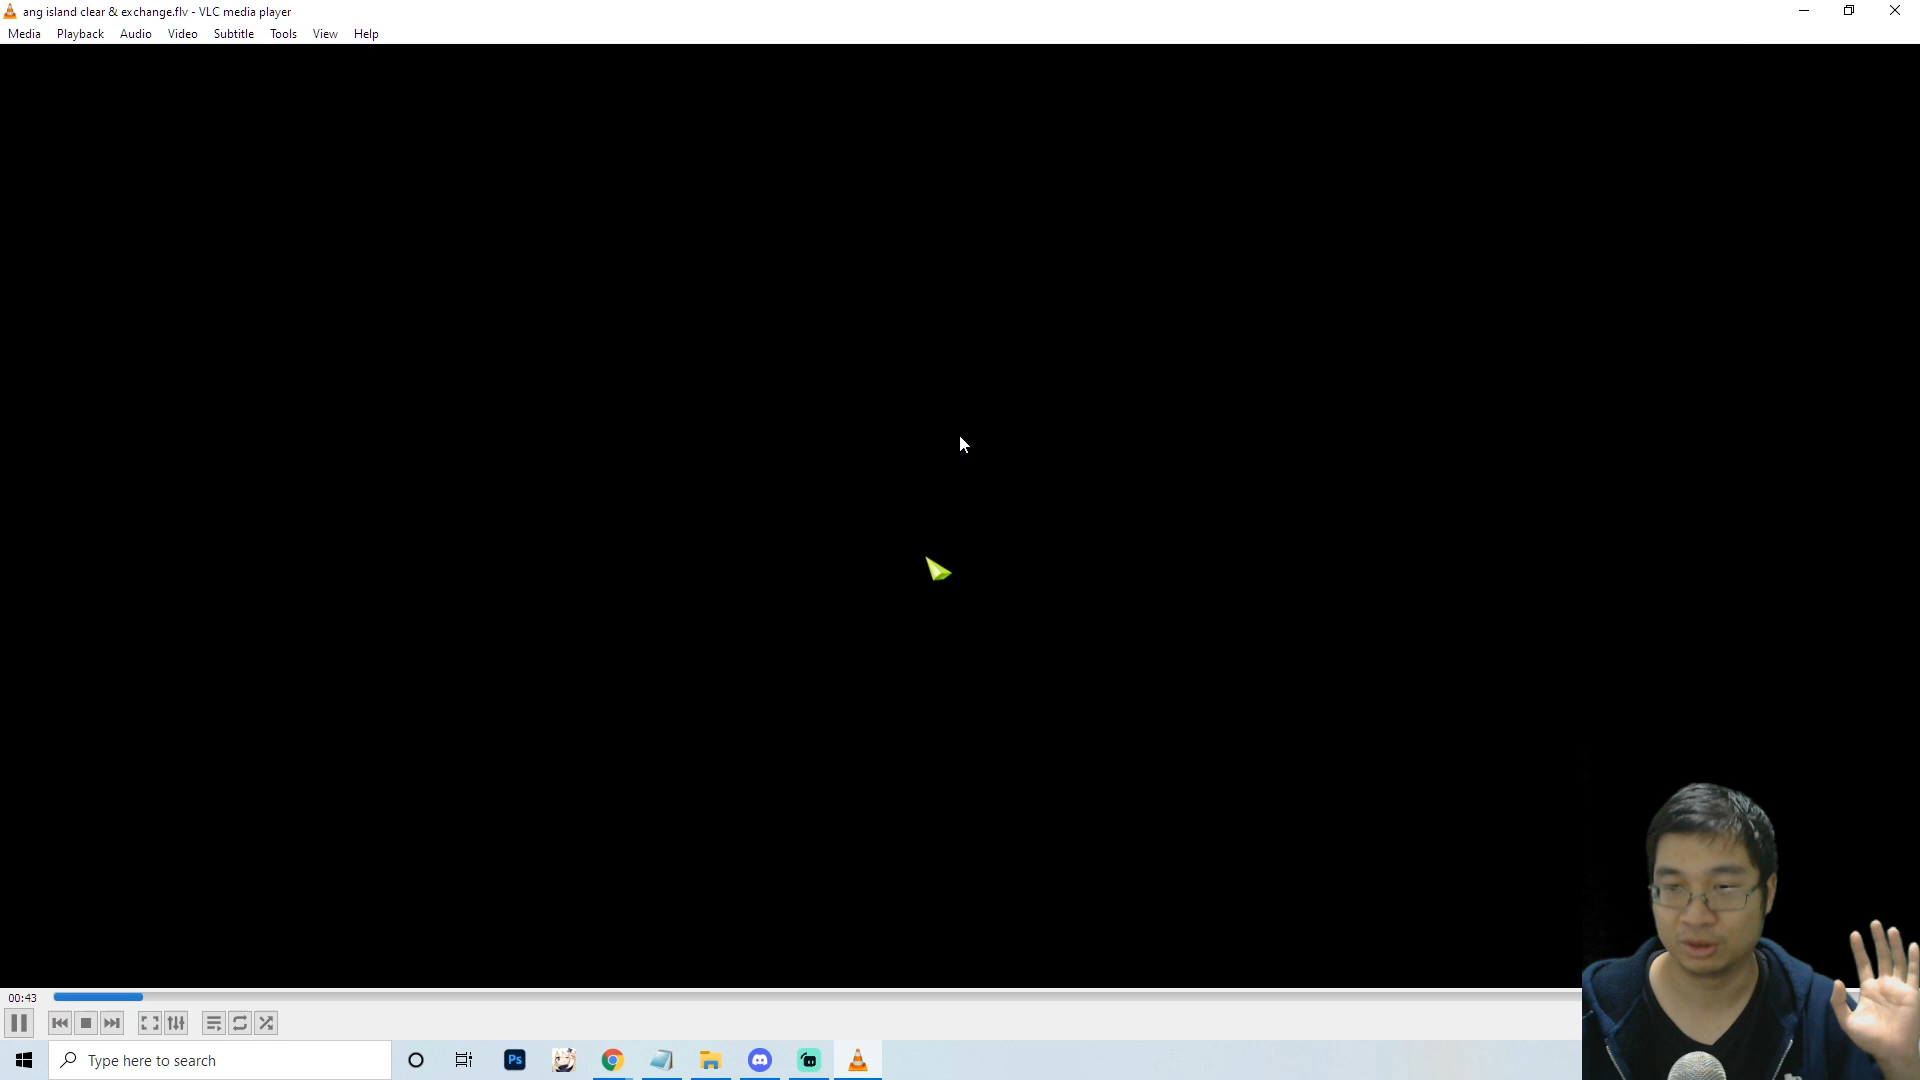 ang island clear & exchange.flv - VLC media player
Media Playback Audio Video Subtitle Tools View Help
00:43
Ps
Type here to search